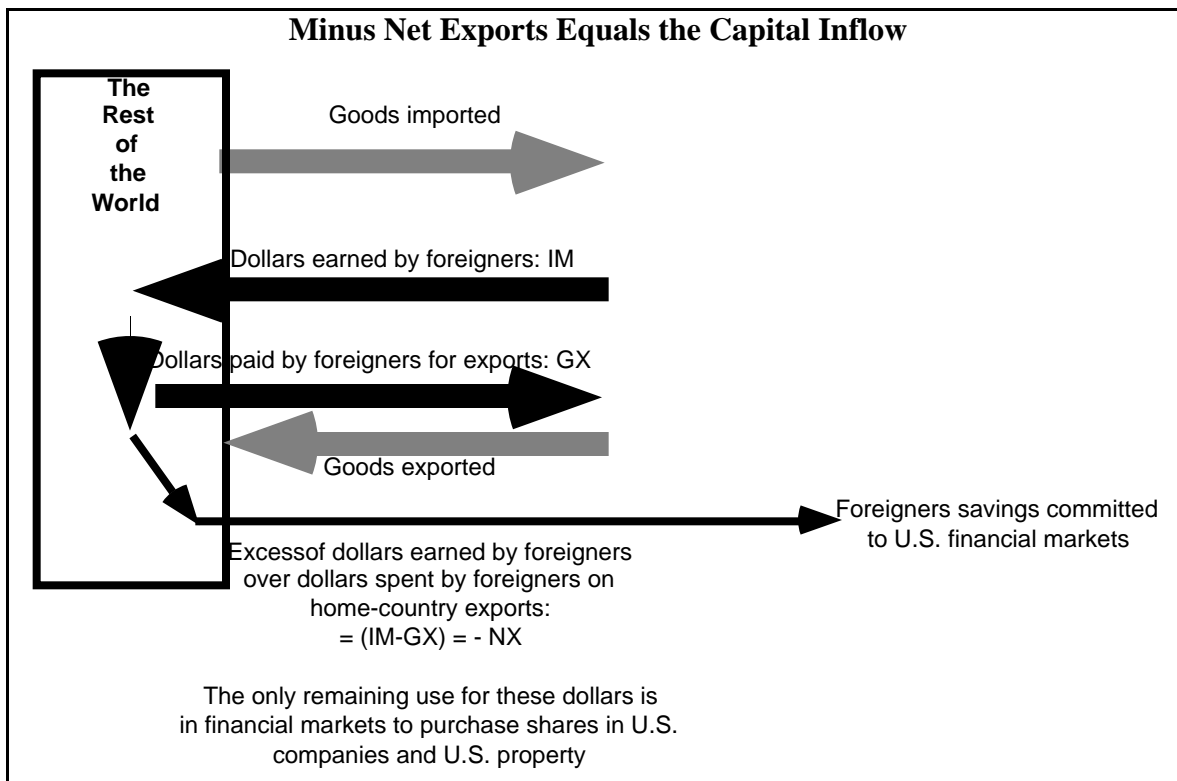 Minus Net Exports Equals the Capital Inflow
The
Rest
of
the
World
Goods imported
Dollars earned by foreigners: IM
Dollars paid by foreigners for exports: GX
Goods exported
Foreigners savings committed
to U.S. financial markets
Excessof dollars earned by foreigners
over dollars spent by foreigners on
home-country exports:
= (IM-GX) = - NX
The only remaining use for these dollars is
in financial markets to purchase shares in U.S.
companies and U.S. property